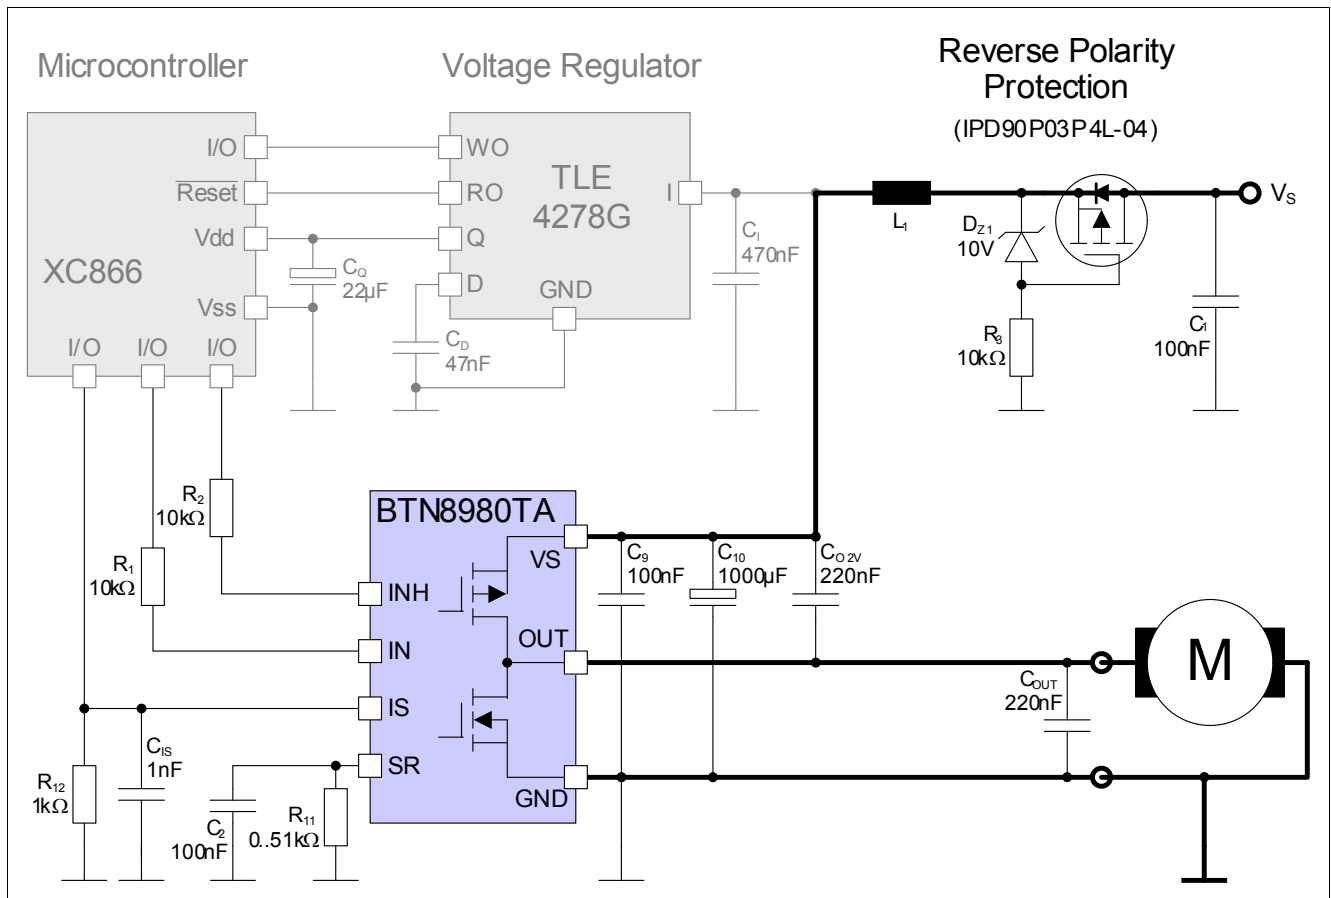 Microcontroller
Voltage Regulator
Reverse Polarity
Protection
(IPD90P03P4L-04)
I/O
Reset
Vdd
Vss
XC866
I/O
I/O
I/O
WO
RO
Q
D
TLE
4278G
I
GND
CQ
22µF
CD
47nF
CI
470nF
L1
DZ1
10V
R3
10kΩ
C1
100nF
VS
R2
10kΩ
R1
10kΩ
BTN8980TA
VS
INH
OUT
IN
IS
SR
GND
C9
100nF
C10
1000µF
CO2V
220nF
COUT
220nF
M
R12
1kΩ
CIS
1nF
C2
100nF
R11
0..51kΩ